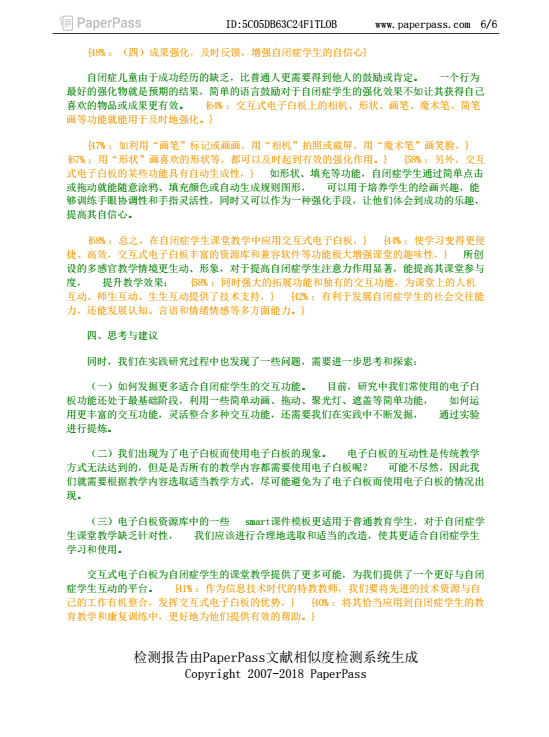 PaperPass ID:5C05DB63C24F1TLOB www.paperpass.com 6/6
{48%：（四）成果强化，及时反馈，增强自闭症学生的自信心}
自闭症儿童由于成功经历的缺乏，比普通人更需要得到他人的鼓励或肯定。 一个行为
最好的强化物就是预期的结果，简单的语言鼓励对于自闭症学生的强化效果不如让其获得自己
喜欢的物品或成果更有效。 {64%：交互式电子白板上的相机、形状、画笔、魔术笔、简笔
画等功能就能用于及时地强化。}
{47%：如利用“画笔”标记或画画，用“相机”拍照或截屏，用“魔术笔”画笑脸，}
{67%：用“形状”画喜欢的形状等，都可以及时起到有效的强化作用。} {58%：另外，交互
式电子白板的某些功能具有自动生成性，} 如形状、填充等功能，自闭症学生通过简单点击
或拖动就能随意涂鸦、填充颜色或自动生成规则图形， 可以用于培养学生的绘画兴趣，能
够训练手眼协调性和手指灵活性，同时又可以作为一种强化手段，让他们体会到成功的乐趣，
提高其自信心。
{68%：总之，在自闭症学生课堂教学中应用交互式电子白板，} {44%：使学习变得更便
捷、高效，交互式电子白板丰富的资源库和兼容软件等功能极大增强课堂的趣味性，} 所创
设的多感官教学情境更生动、形象，对于提高自闭症学生注意力作用显著，能提高其课堂参与
度， 提升教学效果； {58%：同时强大的拓展功能和独有的交互功能，为课堂上的人机
互动、师生互动、生生互动提供了技术支持，} {42%：有利于发展自闭症学生的社会交往能
力，还能发展认知、言语和情绪情感等多方面能力。}
四、思考与建议
同时，我们在实践研究过程中也发现了一些问题，需要进一步思考和探索：
（一）如何发掘更多适合自闭症学生的交互功能。 目前，研究中我们常使用的电子白
板功能还处于最基础阶段，利用一些简单动画、拖动、聚光灯、遮盖等简单功能， 如何运
用更丰富的交互功能，灵活整合多种交互功能，还需要我们在实践中不断发掘， 通过实验
进行提炼。
（二）我们出现为了电子白板而使用电子白板的现象。 电子白板的互动性是传统教学
方式无法达到的，但是是否所有的教学内容都需要使用电子白板呢？ 可能不尽然，因此我
们就需要根据教学内容选取适当教学方式，尽可能避免为了电子白板而使用电子白板的情况出
现。
（三）电子白板资源库中的一些 smart课件模板更适用于普通教育学生，对于自闭症学
生课堂教学缺乏针对性， 我们应该进行合理地选取和适当的改造，使其更适合自闭症学生
学习和使用。
交互式电子白板为自闭症学生的课堂教学提供了更多可能，为我们提供了一个更好与自闭
症学生互动的平台。 {41%：作为信息技术时代的特教教师，我们要将先进的技术资源与自
己的工作有机整合，发挥交互式电子白板的优势，} {40%：将其恰当应用到自闭症学生的教
育教学和康复训练中，更好地为他们提供有效的帮助。}
检测报告由PaperPass文献相似度检测系统生成
Copyright 2007-2018 PaperPass